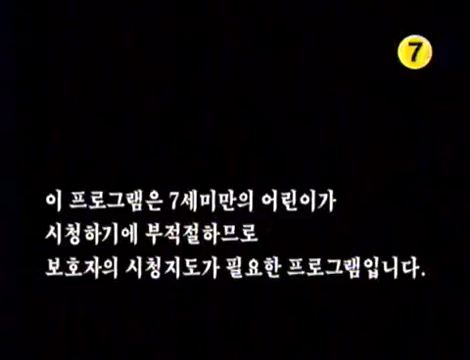 7
이 프로그램은 7세미만의 어린이가
시청하기에 부적절하므로
보호자의 시청지도가 필요한 프로그램입니다.